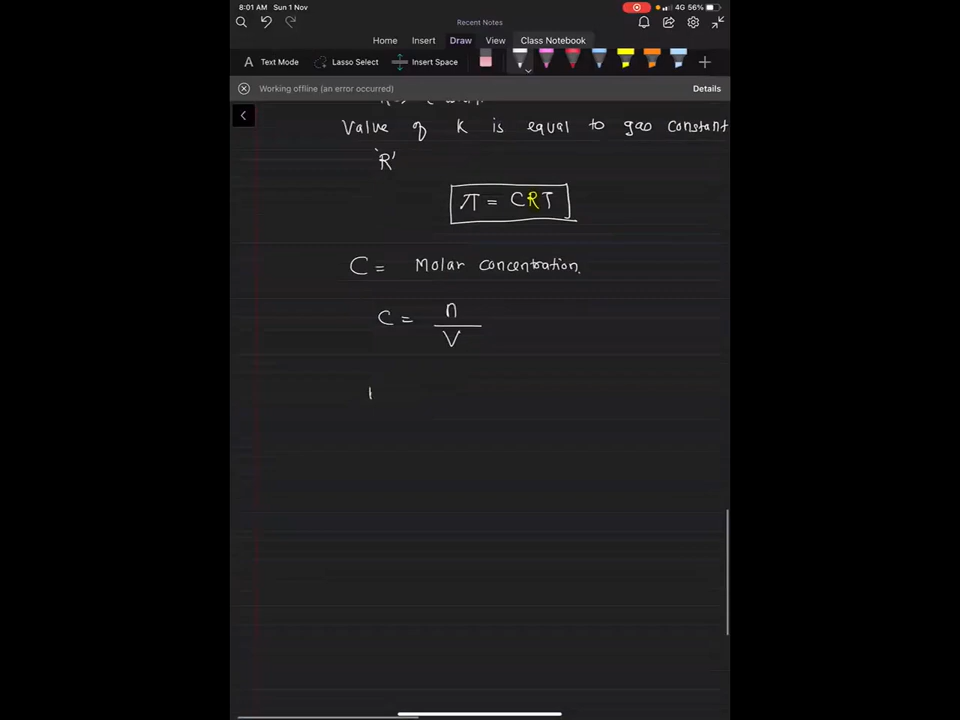 8:01 AM Sun 1 Nov
4G 56%
Recent Notes
Home Insert Draw View Class Notebook
Text Mode Lasso Select Insert Space
Working offline (an error occurred) Details
Value of K is equal to gas constant
'R'
π = CRT
C = Molar concentration.
C = n
V